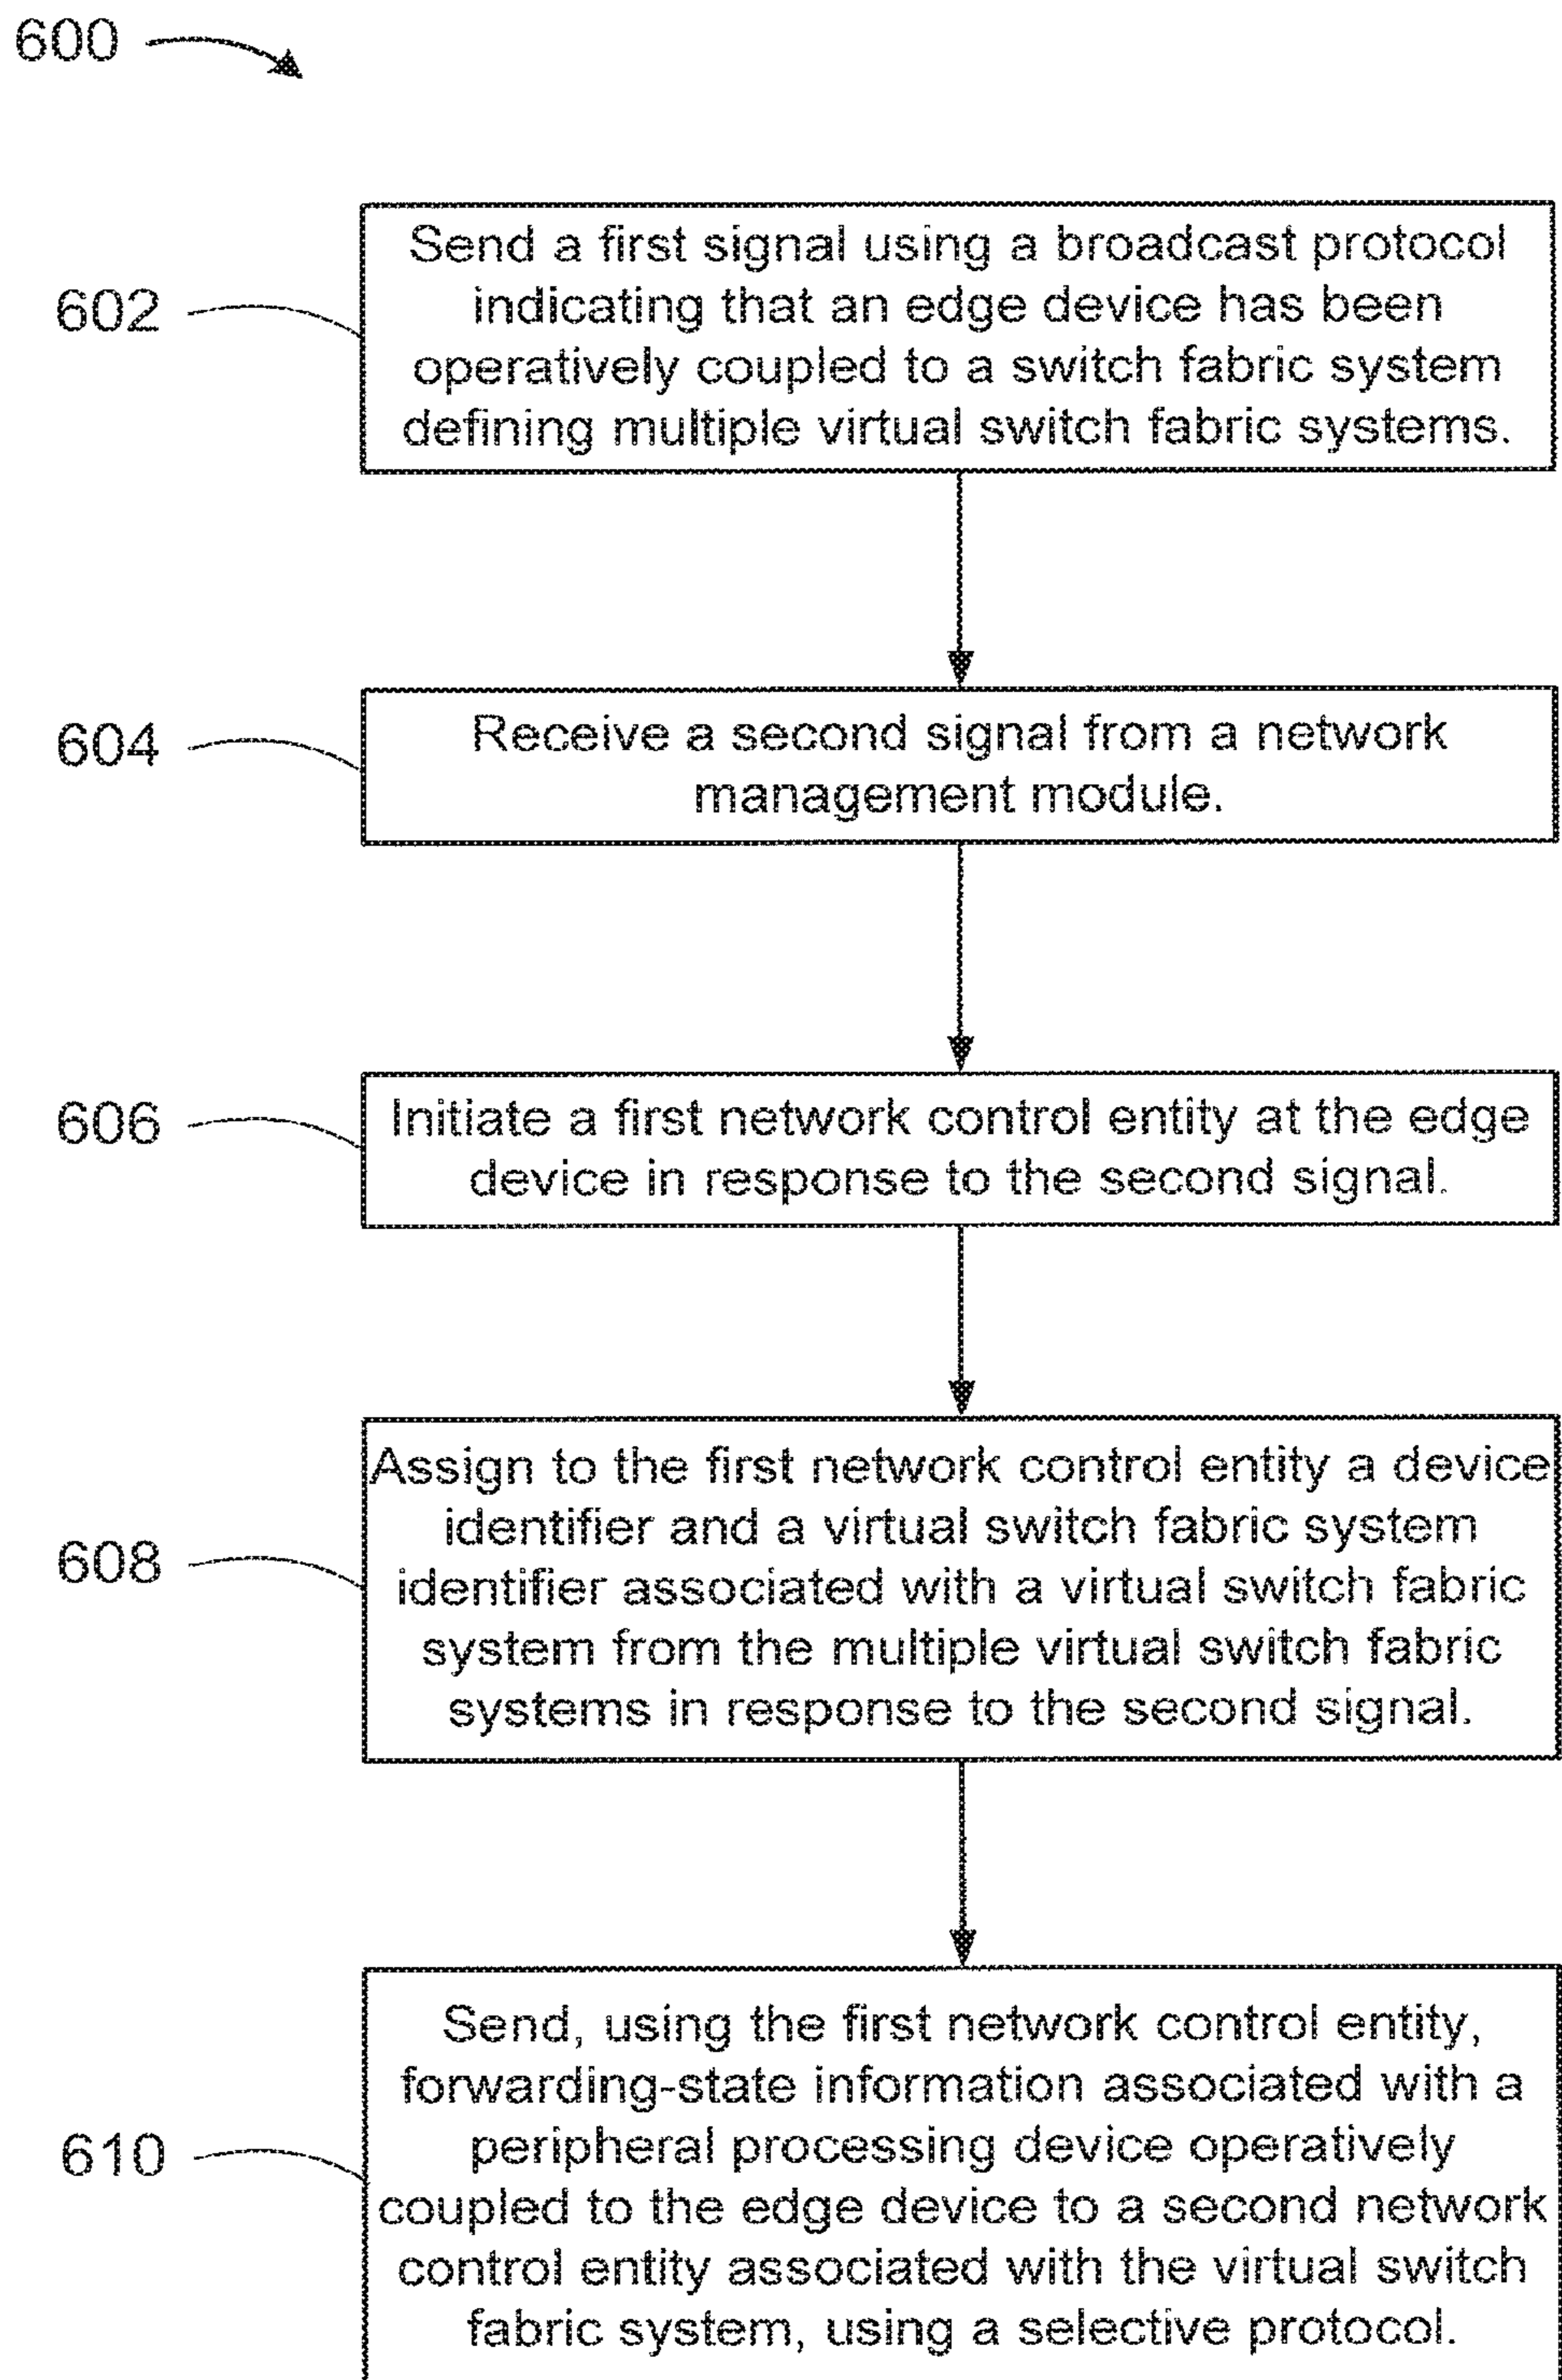 600
602
Send a first signal using a broadcast protocol
indicating that an edge device has been
operatively coupled to a switch fabric system
defining multiple virtual switch fabric systems.
604
Receive a second signal from a network
management module.
606
Initiate a first network control entity at the edge
device in response to the second signal.
608
Assign to the first network control entity a device
identifier and a virtual switch fabric system
identifier associated with a virtual switch fabric
system from the multiple virtual switch fabric
systems in response to the second signal.
610
Send, using the first network control entity,
forwarding-state information associated with a
peripheral processing device operatively
coupled to the edge device to a second network
control entity associated with the virtual switch
fabric system, using a selective protocol.